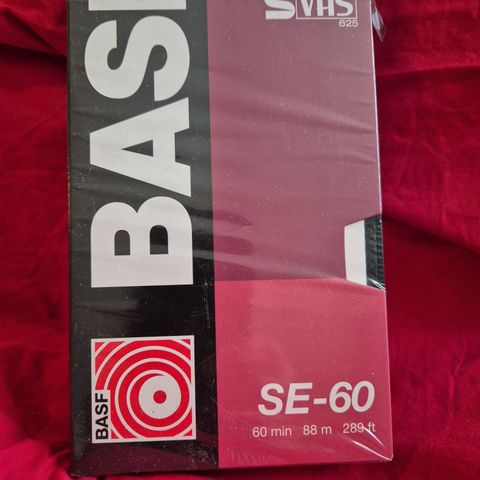 BASF
S VHS
625
BASF
SE-60
60 min 88 m 289 ft